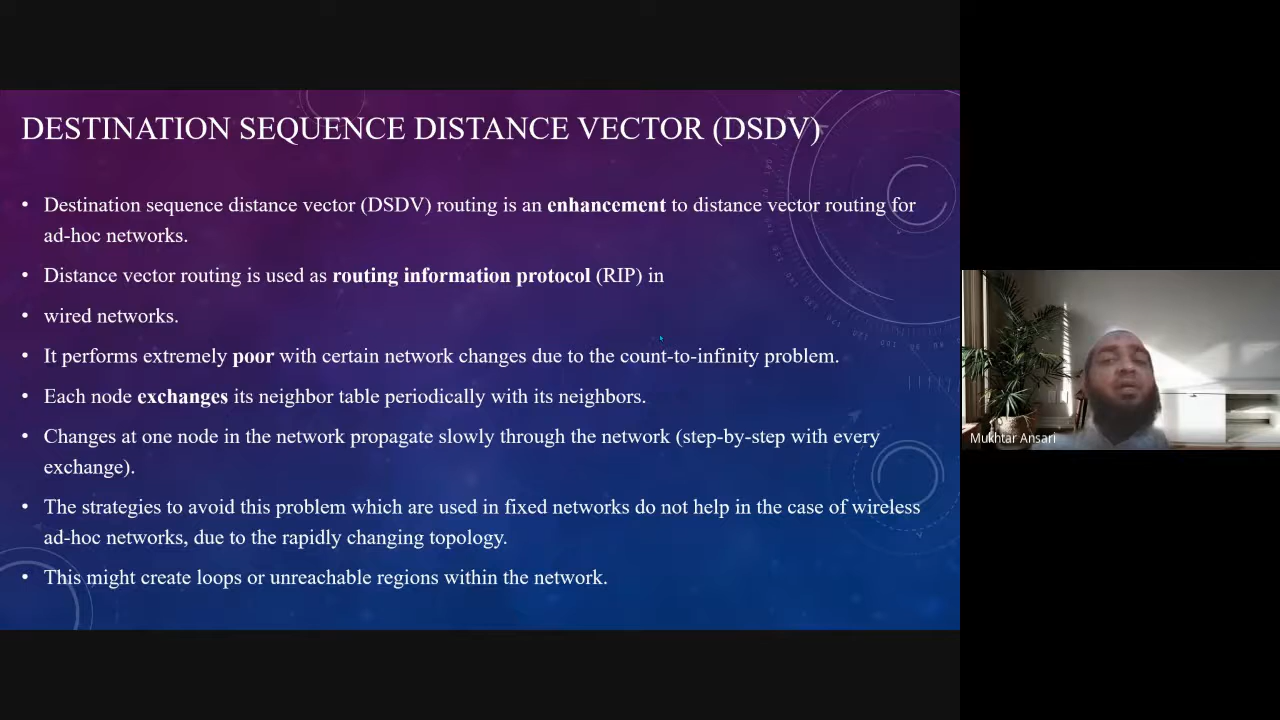 DESTINATION SEQUENCE DISTANCE VECTOR (DSDV)
• Destination sequence distance vector (DSDV) routing is an enhancement to distance vector routing for
ad-hoc networks.
• Distance vector routing is used as routing information protocol (RIP) in
• wired networks.
• It performs extremely poor with certain network changes due to the count-to-infinity problem.
• Each node exchanges its neighbor table periodically with its neighbors.
• Changes at one node in the network propagate slowly through the network (step-by-step with every
exchange).
• The strategies to avoid this problem which are used in fixed networks do not help in the case of wireless
ad-hoc networks, due to the rapidly changing topology.
• This might create loops or unreachable regions within the network.
Mukhtar Ansari